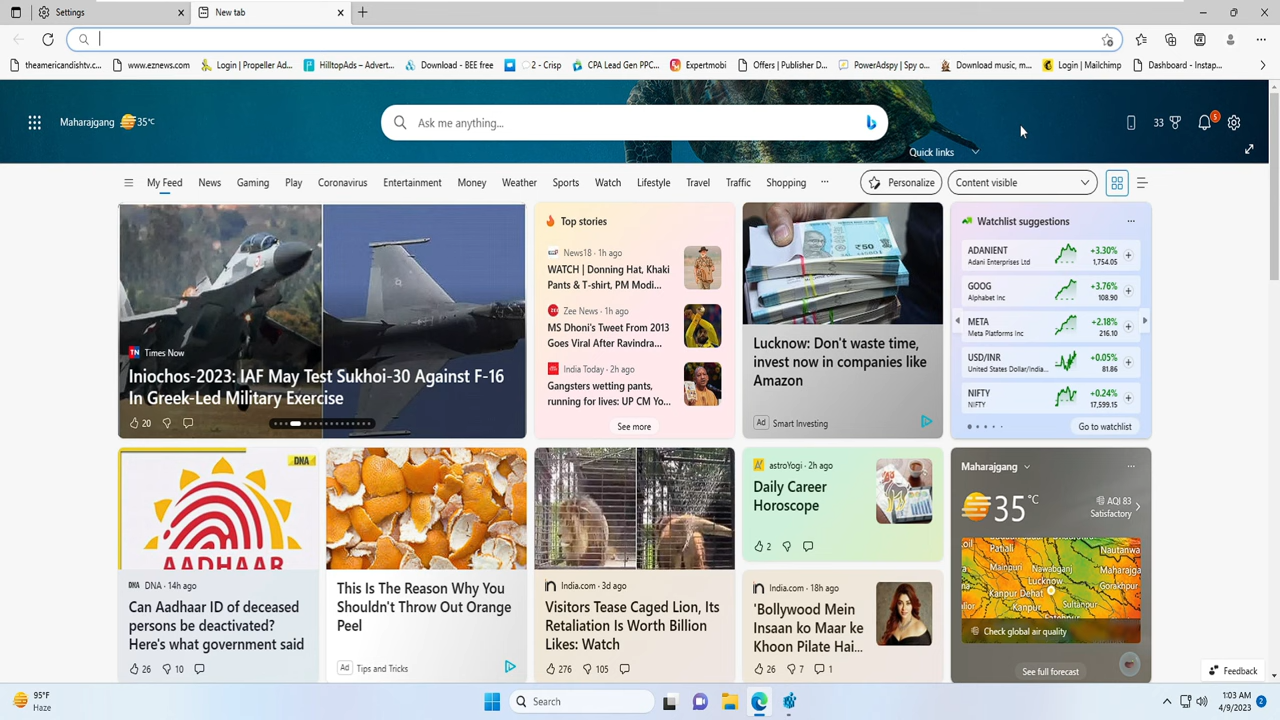 Settings
New tab
theamericandishtv.c...
www.eznews.com
Login | Propeller Ad...
HilltopAds – Advert...
Download - BEE free
2 - Crisp
CPA Lead Gen PPC...
Expertmobi
Offers | Publisher D...
PowerAdspy | Spy o...
Download music, m...
Login | Mailchimp
Dashboard - Instap...
Maharajgang
35°C
Ask me anything...
33
5
Quick links
My Feed
News
Gaming
Play
Coronavirus
Entertainment
Money
Weather
Sports
Watch
Lifestyle
Travel
Traffic
Shopping
Personalize
Content visible
TN Times Now
Iniochos-2023: IAF May Test Sukhoi-30 Against F-16
In Greek-Led Military Exercise
20
Top stories
News18 · 1h ago
WATCH | Donning Hat, Khaki
Pants & T-shirt, PM Modi...
Zee News · 1h ago
MS Dhoni's Tweet From 2013
Goes Viral After Ravindra...
India Today · 2h ago
Gangsters wetting pants,
running for lives: UP CM Yo...
See more
Lucknow: Don't waste time,
invest now in companies like
Amazon
Ad Smart Investing
Watchlist suggestions
ADANIENT +3.30%
Adani Enterprises Ltd 1,754.05
GOOG +3.76%
Alphabet Inc 108.90
META +2.18%
Meta Platforms Inc 216.10
USD/INR +0.05%
United States Dollar/India... 81.86
NIFTY +0.24%
NIFTY 17,599.15
Go to watchlist
DNA
AADHAAR
DNA DNA · 14h ago
Can Aadhaar ID of deceased
persons be deactivated?
Here's what government said
26 10
This Is The Reason Why You
Shouldn't Throw Out Orange
Peel
Ad Tips and Tricks
India.com · 3d ago
Visitors Tease Caged Lion, Its
Retaliation Is Worth Billion
Likes: Watch
276 105
astroYogi · 2h ago
Daily Career
Horoscope
2
India.com · 18h ago
'Bollywood Mein
Insaan ko Maar ke
Khoon Pilate Hai...
26 7 1
Maharajgang
35°C
AQI 83
Satisfactory
Patiali
Nautanwa
Mainpuri
Nawabganj
Maharajga
Lucknow
Gorakhpur
Kanpur Dehat
Kanpur
Sultanpur
Check global air quality
See full forecast
Feedback
95°F
Haze
Search
1:03 AM
4/9/2023
2